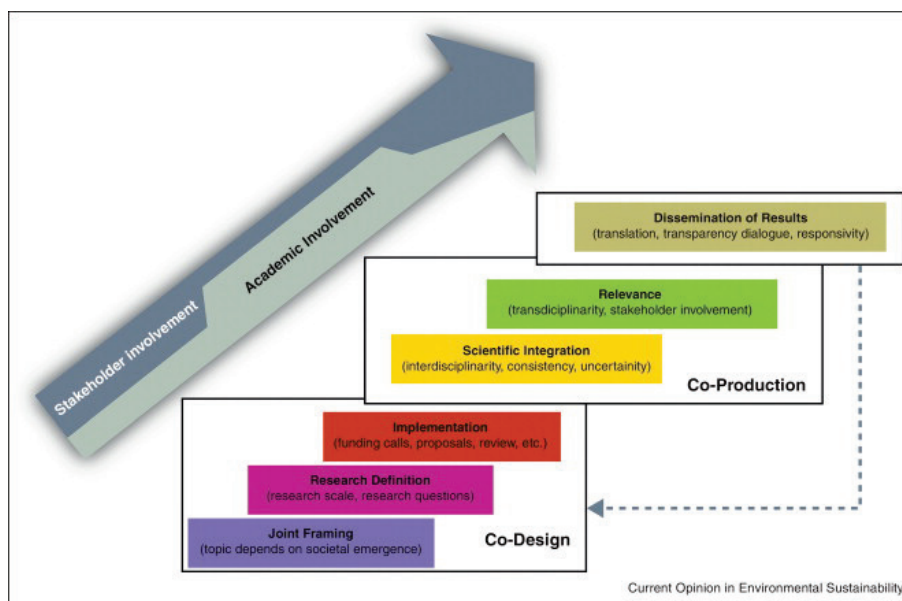 Stakeholder involvement
Academic Involvement
Dissemination of Results
(translation, transparency dialogue, responsivity)
Relevance
(transdiciplinarity, stakeholder involvement)
Scientific Integration
(interdisciplinarity, consistency, uncertainity)
Co-Production
Implementation
(funding calls, proposals, review, etc.)
Research Definition
(research scale, research questions)
Joint Framing
(topic depends on societal emergence)
Co-Design
Current Opinion in Environmental Sustainability